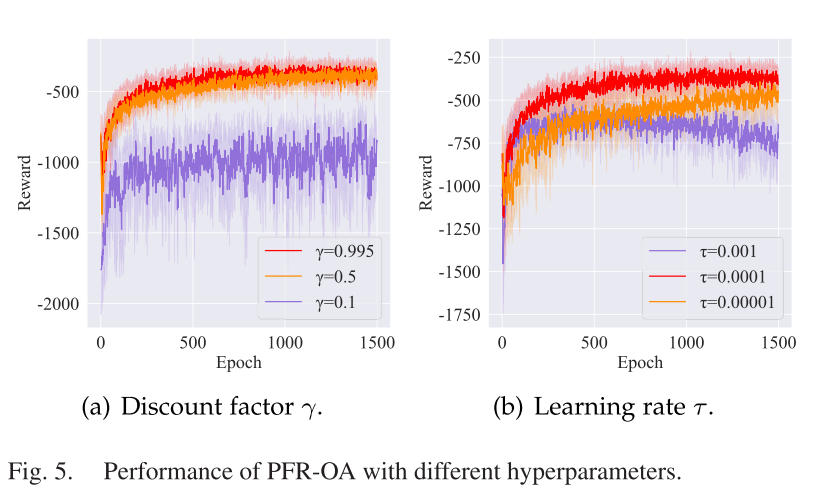 -500
-1000
-1500
-2000
Reward
0
500
1000
1500
Epoch
γ=0.995
γ=0.5
γ=0.1
(a) Discount factor γ.
-250
-500
-750
-1000
-1250
-1500
-1750
Reward
0
500
1000
1500
Epoch
τ=0.001
τ=0.0001
τ=0.00001
(b) Learning rate τ.
Fig. 5. Performance of PFR-OA with different hyperparameters.